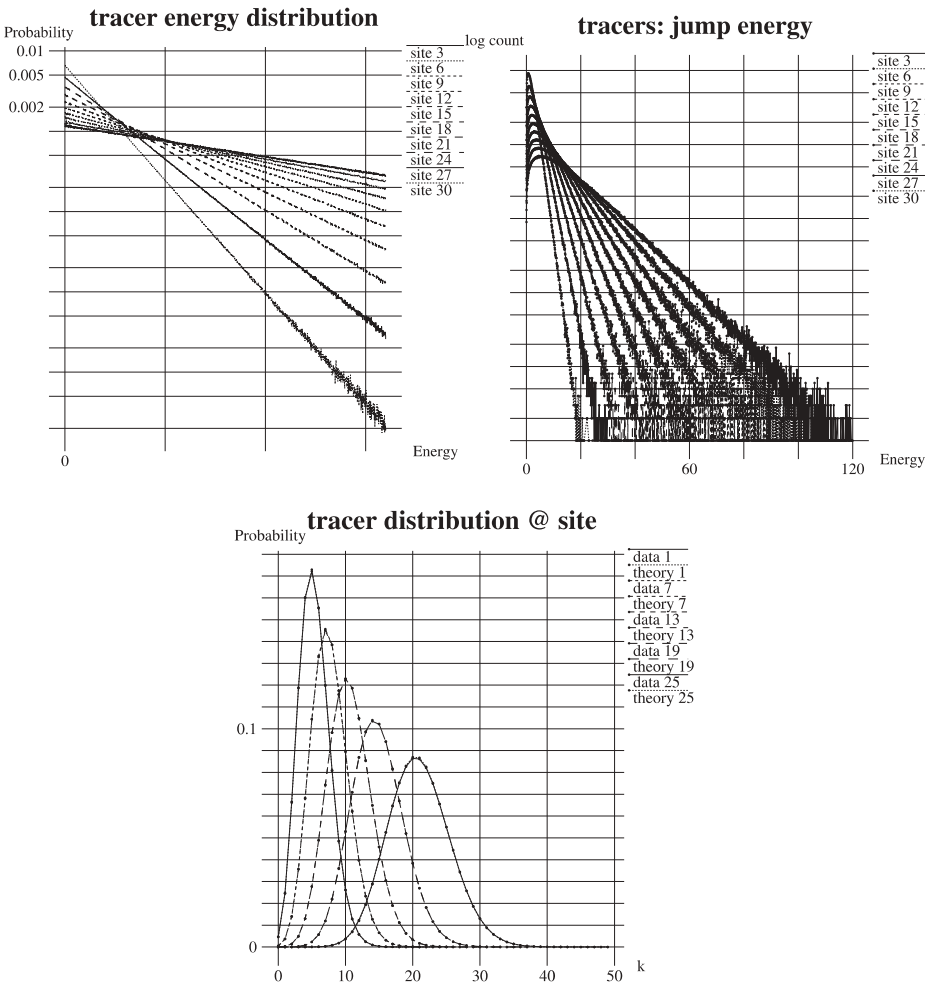 tracer energy distribution
Probability
0.01
0.005
0.002
site 3
site 6
site 9
site 12
site 15
site 18
site 21
site 24
site 27
site 30
0
Energy
tracers: jump energy
log count
site 3
site 6
site 9
site 12
site 15
site 18
site 21
site 24
site 27
site 30
0 60 120
Energy
tracer distribution @ site
Probability
data 1
theory 1
data 7
theory 7
data 13
theory 13
data 19
theory 19
data 25
theory 25
0.1
0
0 10 20 30 40 50
k